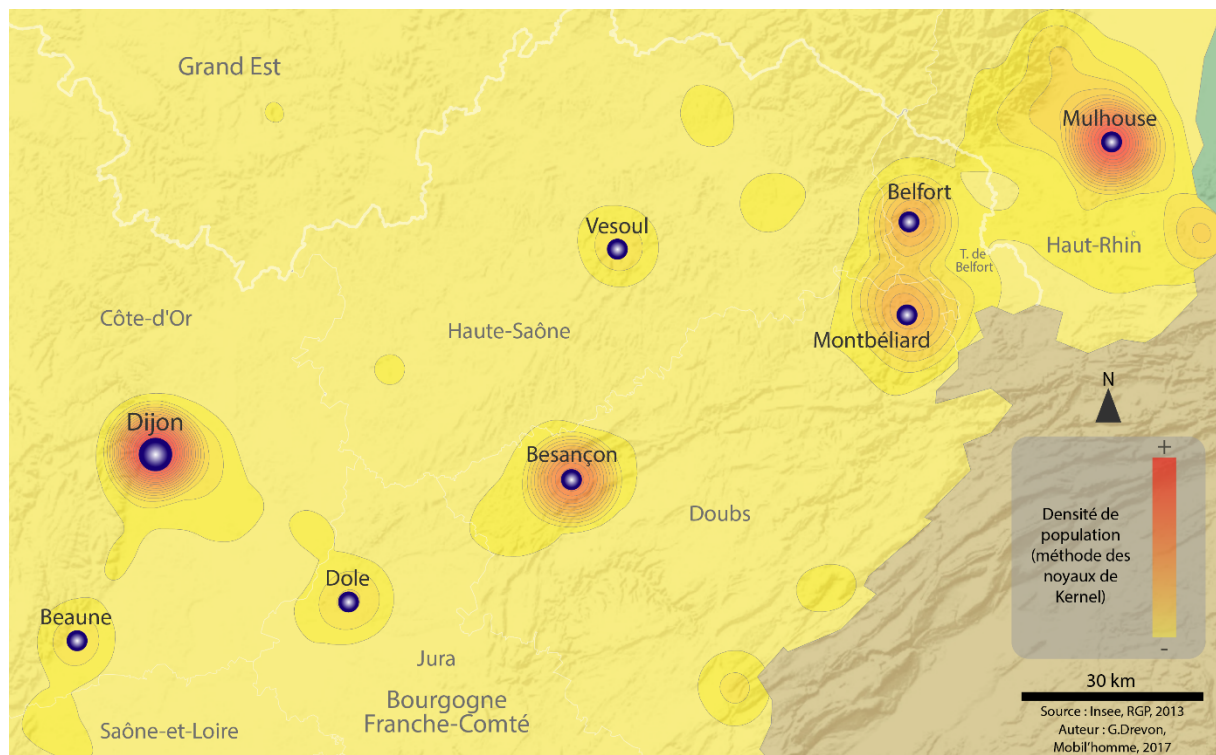 Grand Est
Mulhouse
Belfort
Vesoul
T. de
Belfort
Haut-Rhin
Côte-d'Or
Haute-Saône
Montbéliard
N
Dijon
Besançon
Doubs
+
Densité de
population
(méthode des
noyaux de
Kernel)
-
Dole
Beaune
Jura
Bourgogne
Franche-Comté
Saône-et-Loire
30 km
Source : Insee, RGP, 2013
Auteur : G.Drevon,
Mobil'homme, 2017